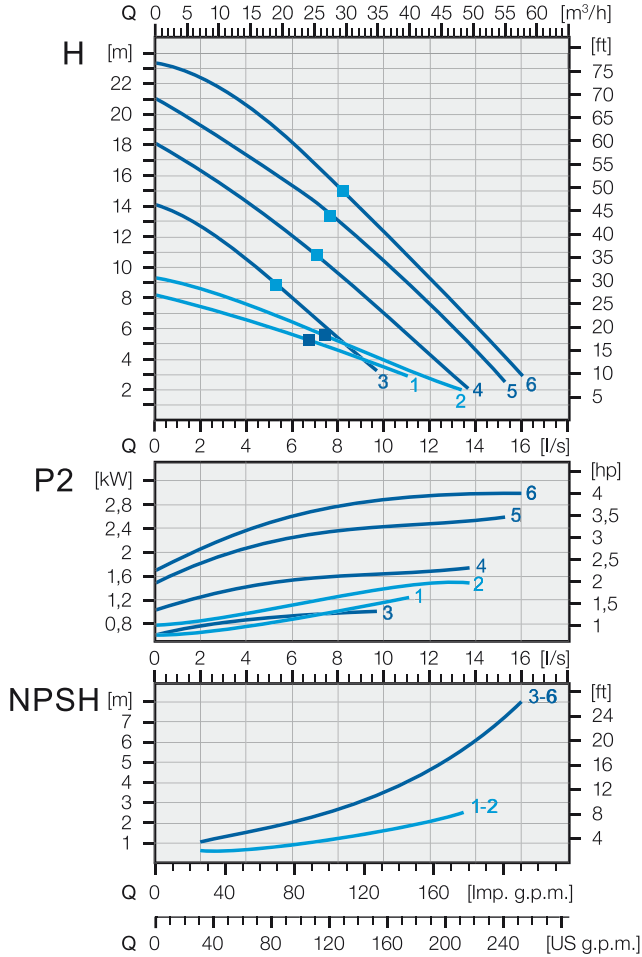 Q 0 5 10 15 20 25 30 35 40 45 50 55 60 [m³/h]
H [m] [ft]
22 20 18 16 14 12 10 8 6 4 2
75 70 65 60 55 50 45 40 35 30 25 20 15 10 5
3 1 2 4 5 6
Q 0 2 4 6 8 10 12 14 16 [l/s]
P2 [kW] [hp]
2,8 2,4 2 1,6 1,2 0,8
4 3,5 3 2,5 2 1,5 1
6 5 4 2 1 3
0 2 4 6 8 10 12 14 16 [l/s]
NPSH [m] [ft]
7 6 5 4 3 2 1
24 20 16 12 8 4
3-6
1-2
Q 0 40 80 120 160 [Imp. g.p.m.]
Q 0 40 80 120 160 200 240 [US g.p.m.]